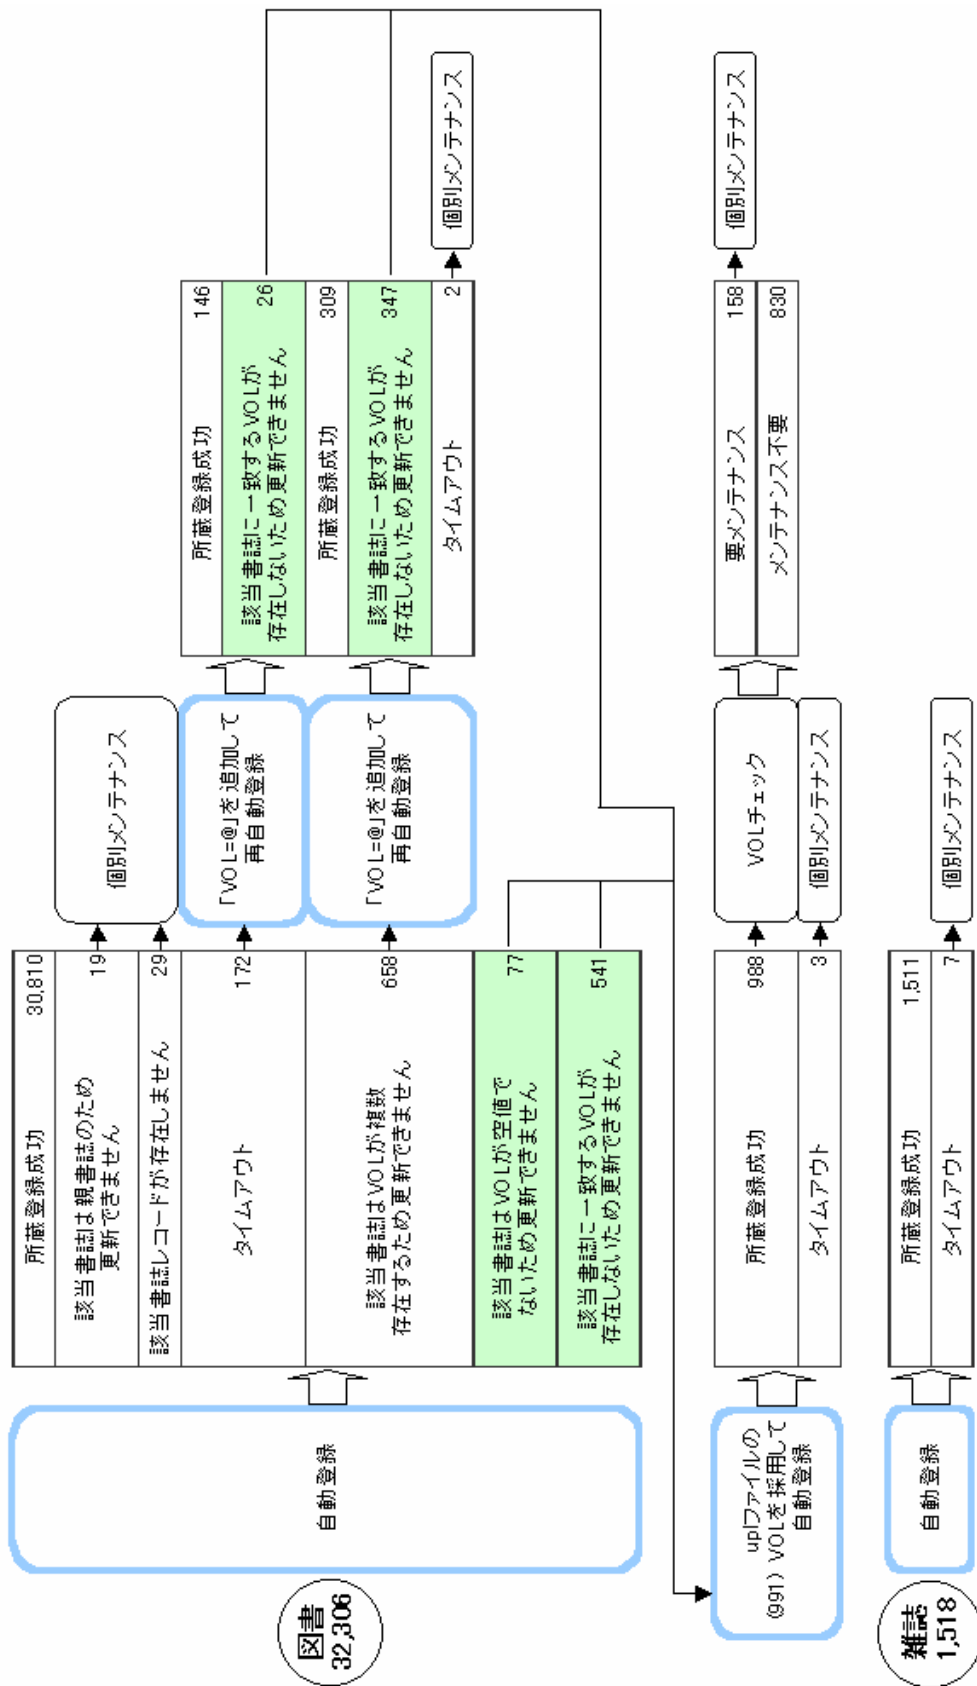 図書
32,306
自動登録
所蔵登録成功 30,810
該当書誌は親書誌のため
更新できません 19
該当書誌レコードが存在しません 29
タイムアウト 172
該当書誌はVOLが複数
存在するため更新できません 658
該当書誌はVOLが空値で
ないため更新できません 77
該当書誌に一致するVOLが
存在しないため更新できません 541
個別メンテナンス
「VOL=@」を追加して
再自動登録
「VOL=@」を追加して
再自動登録
所蔵登録成功 146
該当書誌に一致するVOLが
存在しないため更新できません 26
所蔵登録成功 309
該当書誌に一致するVOLが
存在しないため更新できません 347
タイムアウト 2
個別メンテナンス
uplファイルの
(991) VOLを採用して
自動登録
所蔵登録成功 988
タイムアウト 3
VOLチェック
個別メンテナンス
要メンテナンス 158
メンテナンス不要 830
個別メンテナンス
雑誌
1,518
自動登録
所蔵登録成功 1,511
タイムアウト 7
個別メンテナンス